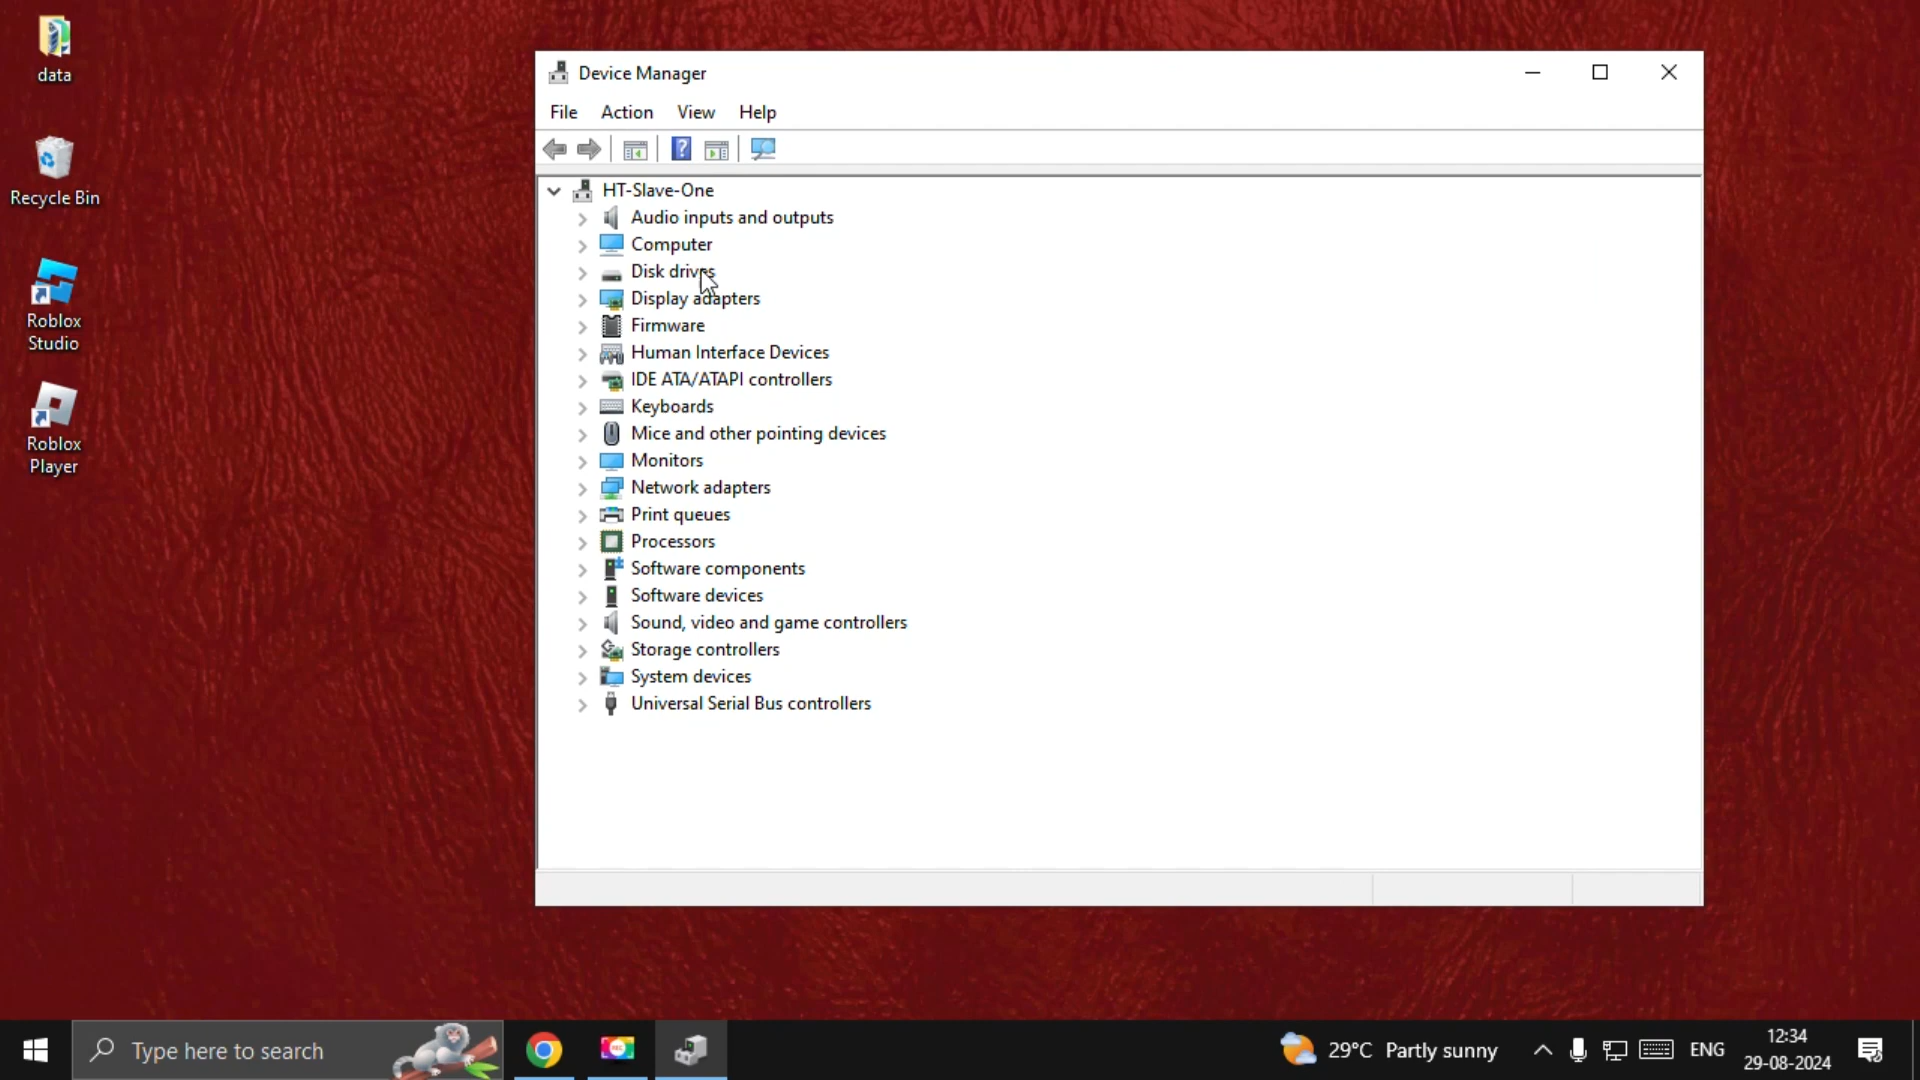 data
Recycle Bin
Roblox
Studio
Roblox
Player
Device Manager
File Action View Help
HT-Slave-One
Audio inputs and outputs
Computer
Disk drives
Display adapters
Firmware
Human Interface Devices
IDE ATA/ATAPI controllers
Keyboards
Mice and other pointing devices
Monitors
Network adapters
Print queues
Processors
Software components
Software devices
Sound, video and game controllers
Storage controllers
System devices
Universal Serial Bus controllers
Type here to search
29°C Partly sunny
ENG
12:34
29-08-2024